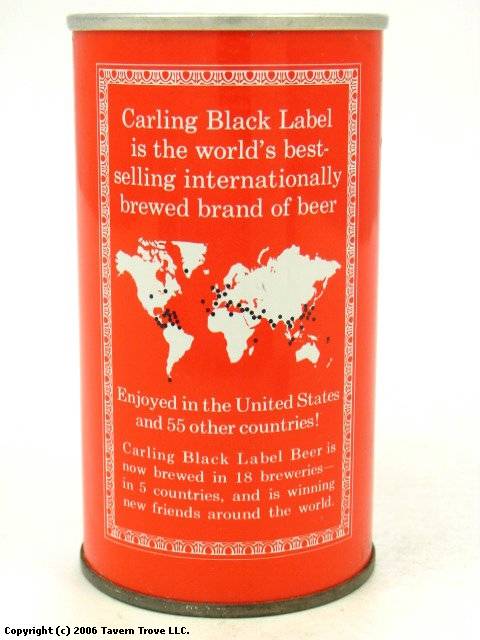 Carling Black Label
is the world's best-
selling internationally
brewed brand of beer
Enjoyed in the United States
and 55 other countries!
Carling Black Label Beer is
now brewed in 18 breweries—
in 5 countries, and is winning
new friends around the world.
Copyright (c) 2006 Tavern Trove LLC.